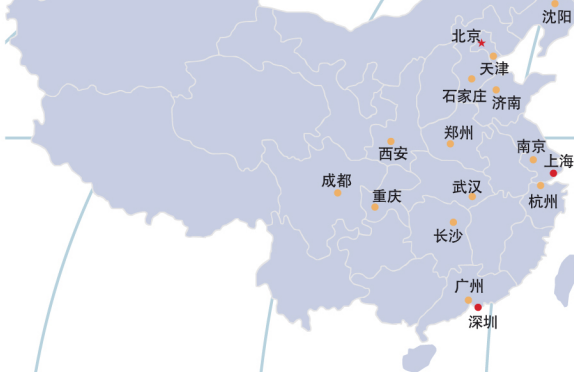 沈阳
北京
天津
石家庄
济南
郑州
西安
南京
上海
成都
重庆
武汉
杭州
长沙
广州
深圳